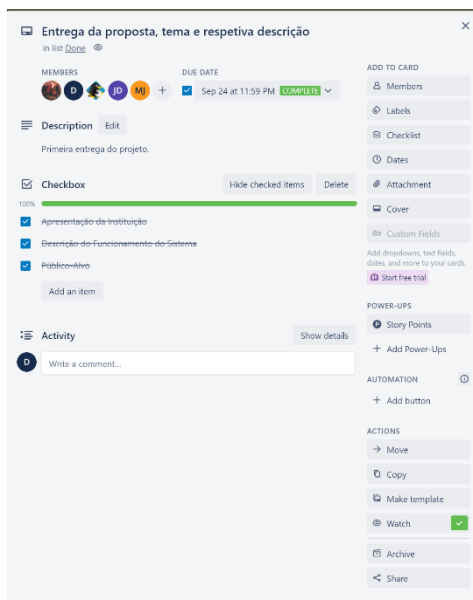 Entrega da proposta, tema e respetiva descrição
in list Done
MEMBERS
DUE DATE
D
JD
MJ
+
Sep 24 at 11:59 PM COMPLETE
Description
Edit
Primeira entrega do projeto.
Checkbox
Hide checked items
Delete
100%
Apresentação da Instituição
Descrição do Funcionamento do Sistema
Público-Alvo
Add an item
Activity
Show details
D
Write a comment...
ADD TO CARD
Members
Labels
Checklist
Dates
Attachment
Cover
Custom Fields
Add dropdowns, text fields,
dates, and more to your cards.
Start free trial
POWER-UPS
Story Points
+ Add Power-Ups
AUTOMATION
+ Add button
ACTIONS
→ Move
Copy
Make template
Watch
Archive
Share